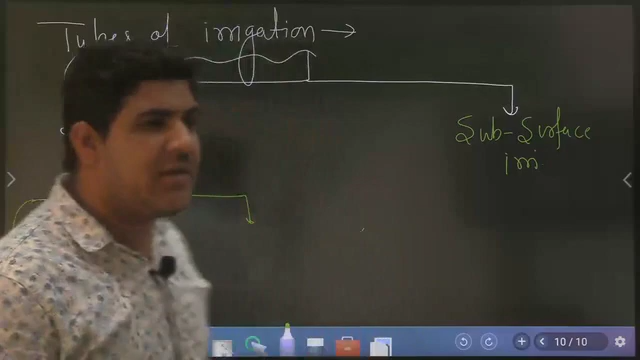 Types of irrigation →
Sub-Surface
irri
10 / 10